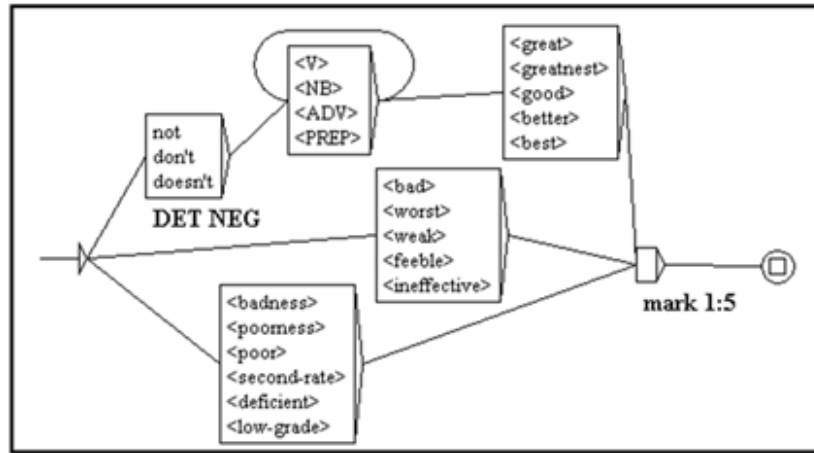 <V>
<NB>
<ADV>
<PREP>
<great>
<greatnest>
<good>
<better>
<best>
not
don't
doesn't
DET NEG
<bad>
<worst>
<weak>
<feeble>
<ineffective>
mark 1:5
<badness>
<poorness>
<poor>
<second-rate>
<deficient>
<low-grade>